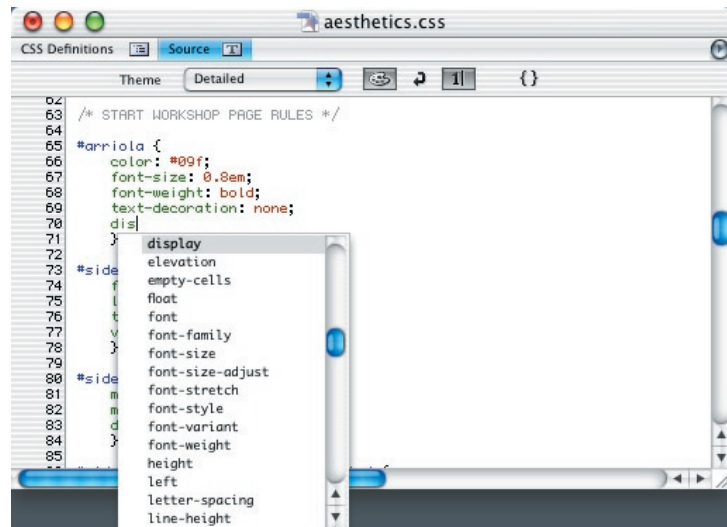 aesthetics.css
CSS Definitions Source T
Theme Detailed 1 {}
62
63 /* START WORKSHOP PAGE RULES */
64
65 #arriola {
66 color: #09f;
67 font-size: 0.8em;
68 font-weight: bold;
69 text-decoration: none;
70 dis
71 }
72
73 #side
74 f
75 l
76 t
77 v
78 }
79
80 #side
81 m
82 m
83 d
84 }
85
display
elevation
empty-cells
float
font
font-family
font-size
font-size-adjust
font-stretch
font-style
font-variant
font-weight
height
left
letter-spacing
line-height